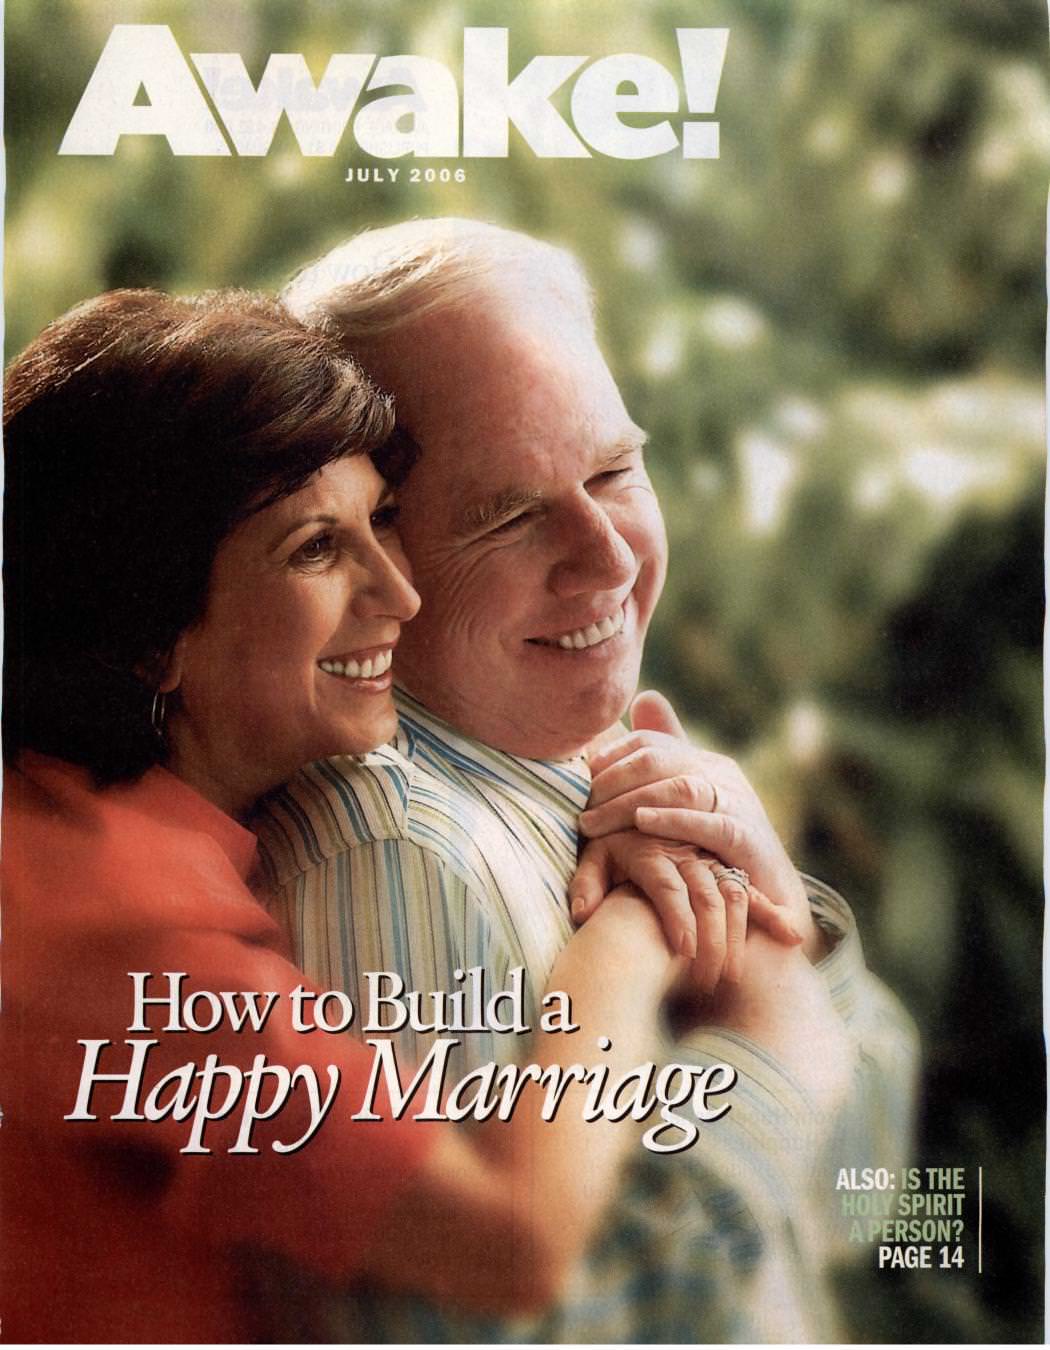 Awake!
JULY 2006
How to Build a
Happy Marriage
ALSO: IS THE
HOLY SPIRIT
A PERSON?
PAGE 14